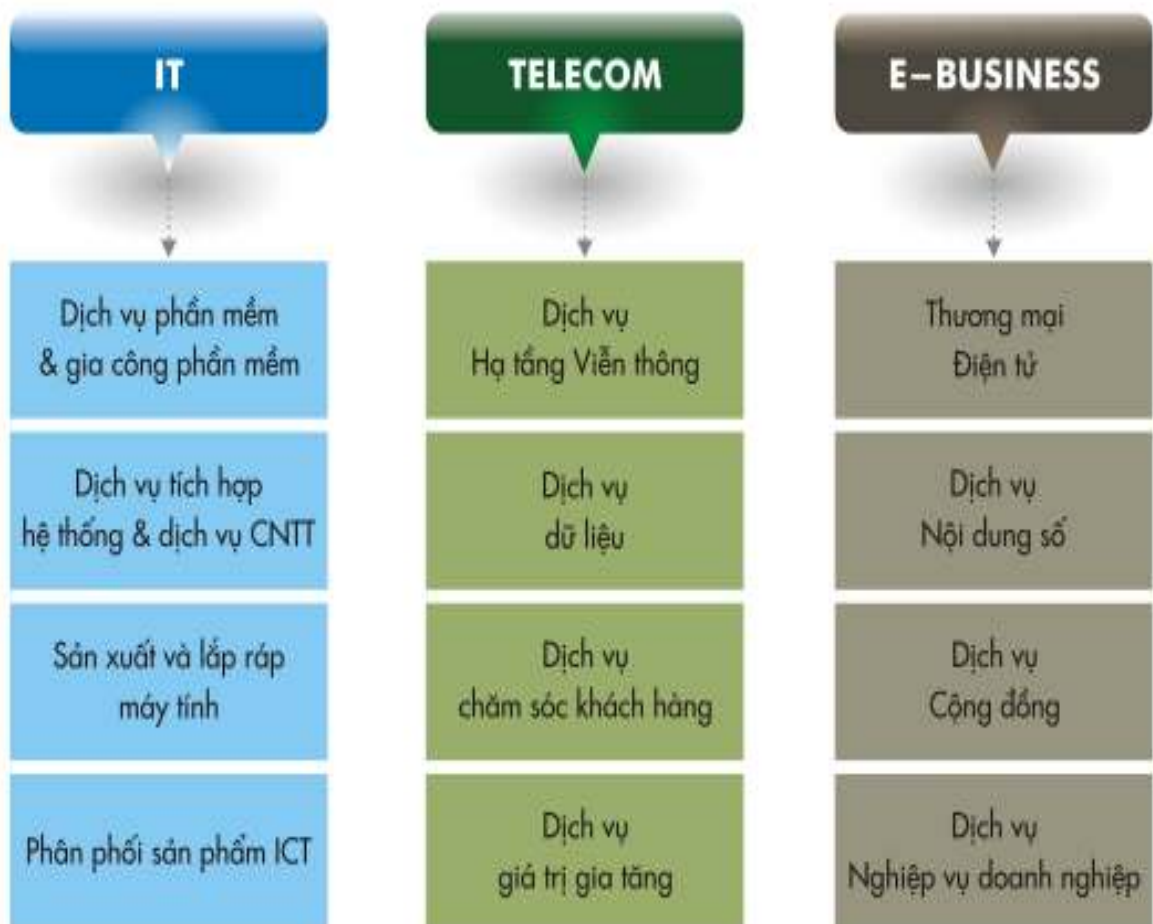 IT
Dịch vụ phần mềm
& gia công phần mềm
Dịch vụ tích hợp
hệ thống & dịch vụ CNTT
Sản xuất và lắp ráp
máy tính
Phân phối sản phẩm ICT
TELECOM
Dịch vụ
Hạ tầng Viễn thông
Dịch vụ
dữ liệu
Dịch vụ
chăm sóc khách hàng
Dịch vụ
giá trị gia tăng
E–BUSINESS
Thương mại
Điện tử
Dịch vụ
Nội dung số
Dịch vụ
Cộng đồng
Dịch vụ
Nghiệp vụ doanh nghiệp